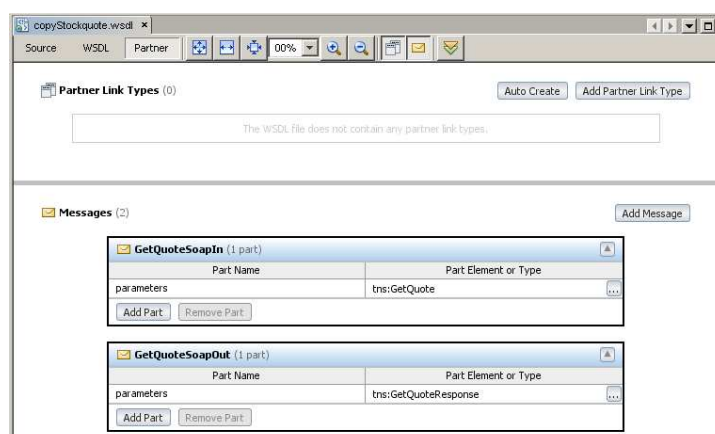 copyStockquote.wsdl
Source WSDL Partner 00%
Partner Link Types (0) Auto Create Add Partner Link Type
The WSDL file does not contain any partner link types.
Messages (2) Add Message
GetQuoteSoapIn (1 part)
Part Name Part Element or Type
parameters tns:GetQuote ...
Add Part Remove Part
GetQuoteSoapOut (1 part)
Part Name Part Element or Type
parameters tns:GetQuoteResponse ...
Add Part Remove Part